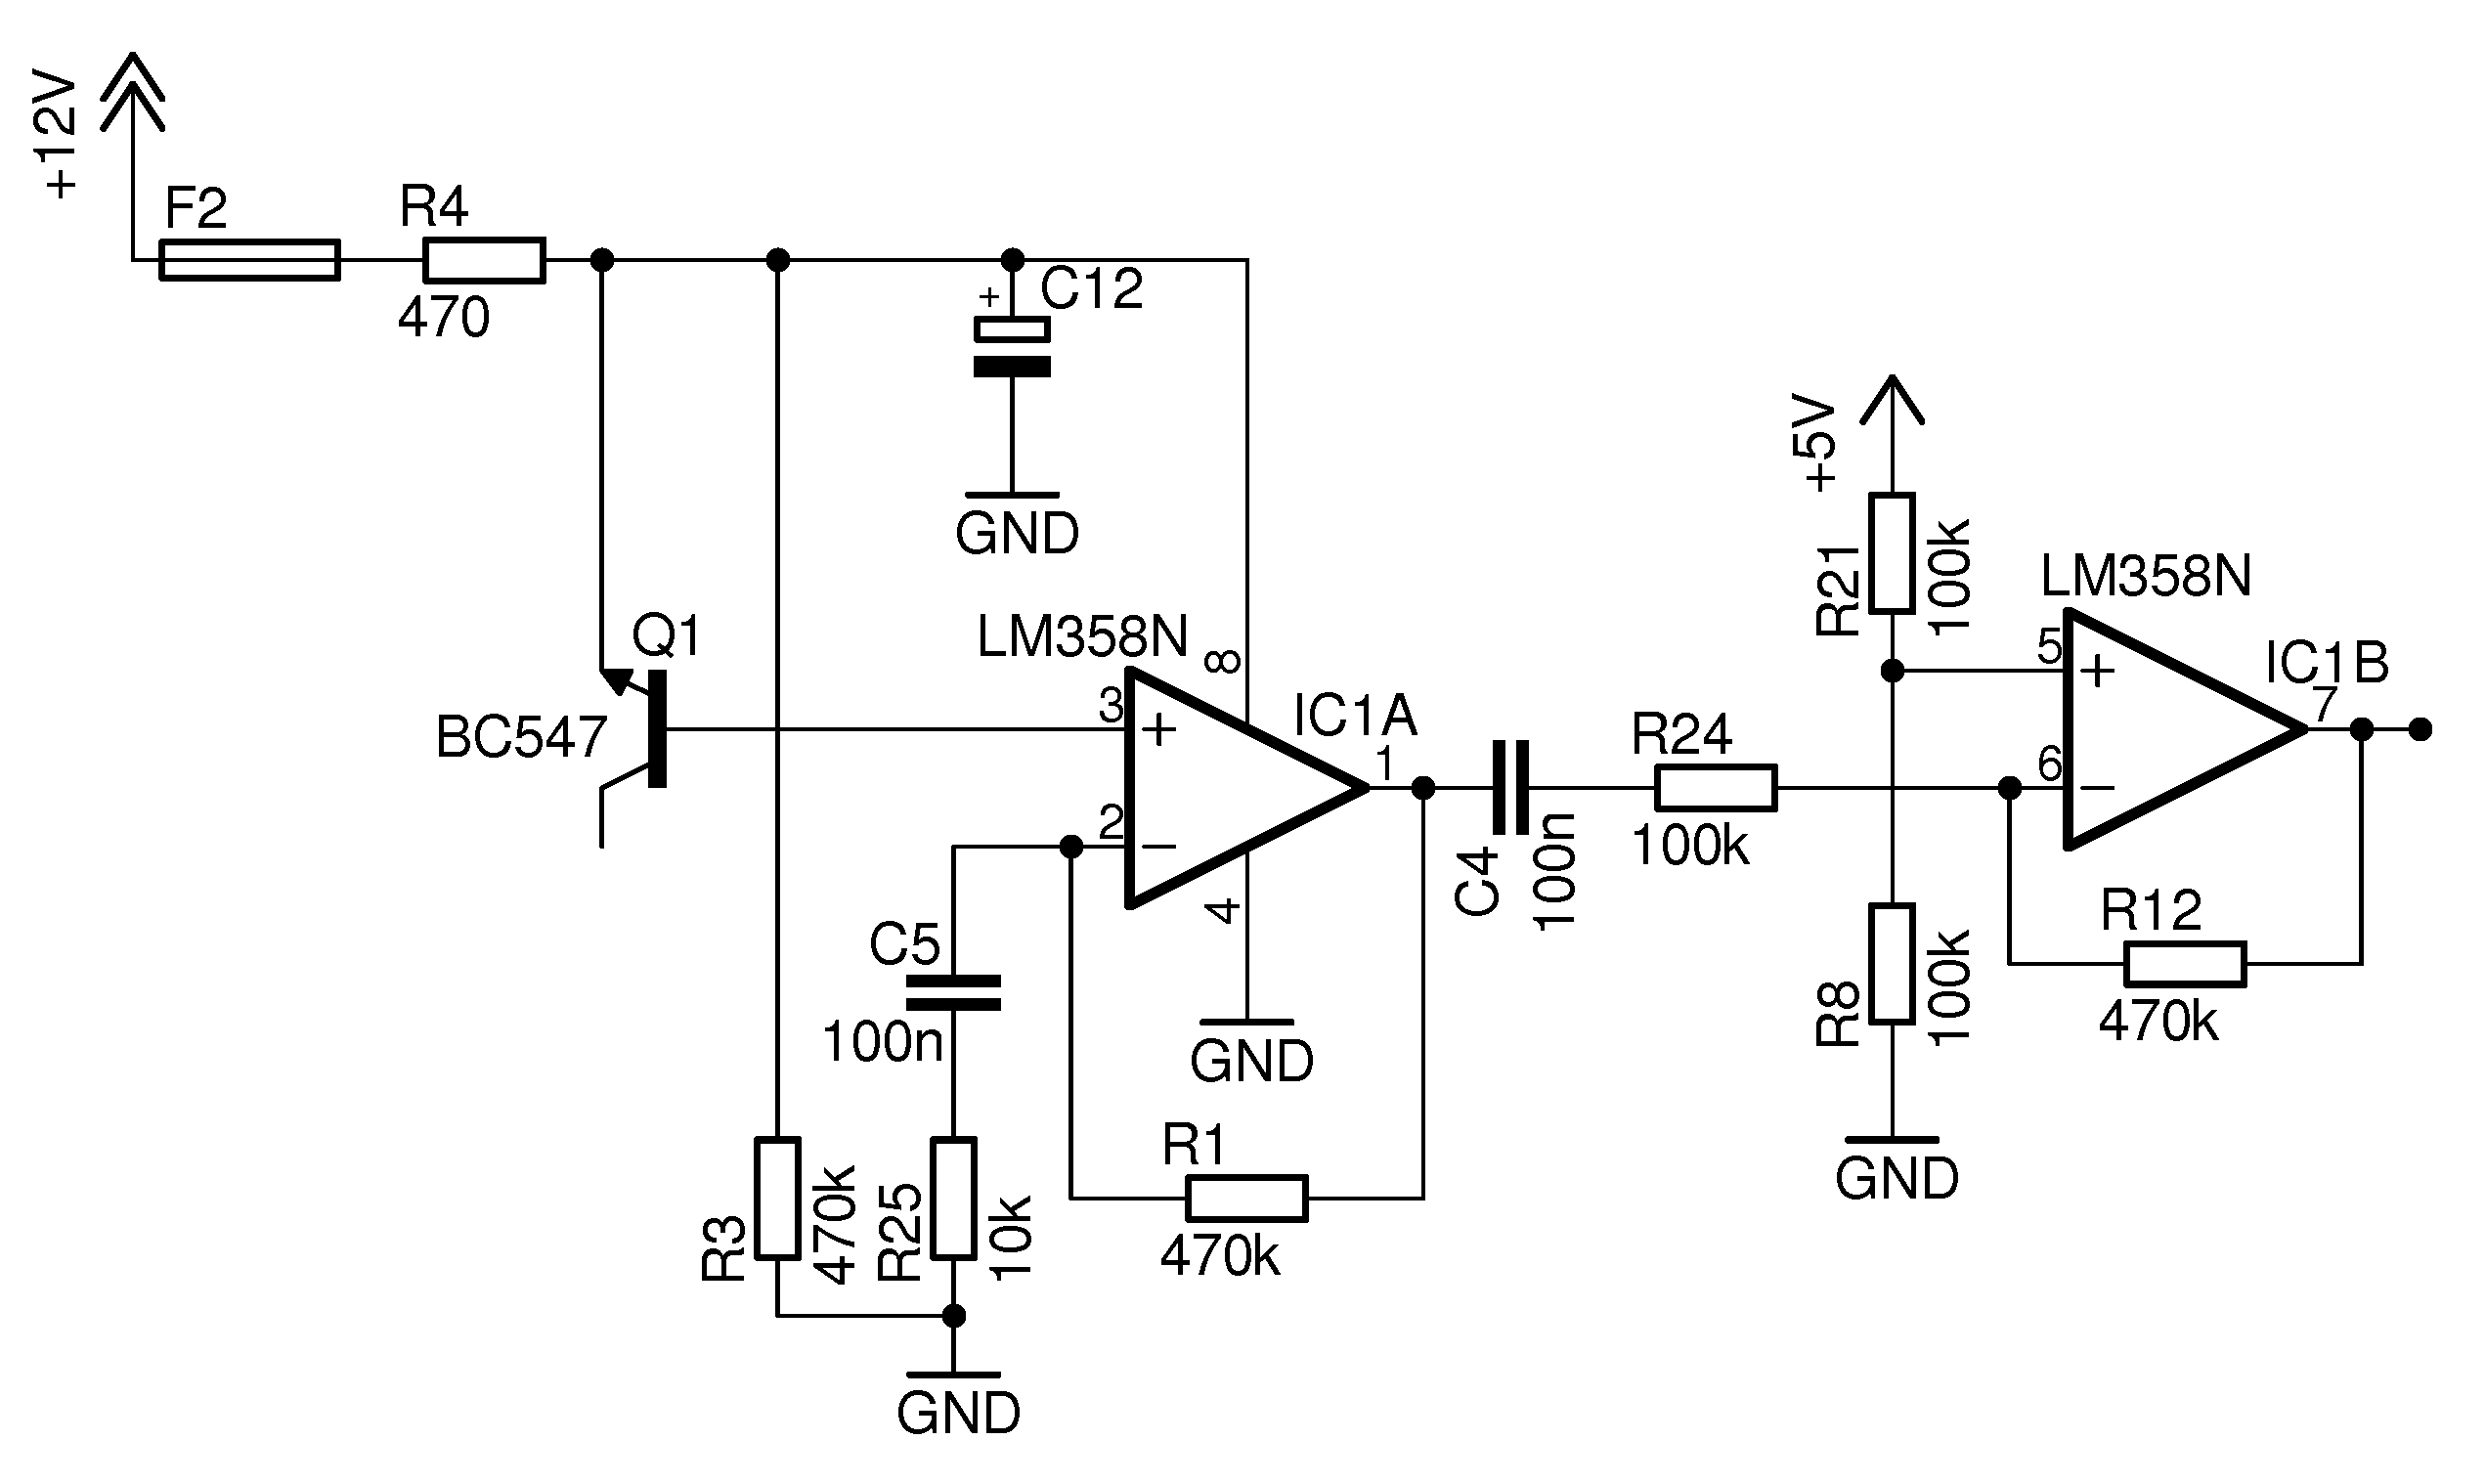 +12V
F2
R4
470
+
C12
GND
+5V
R21
100k
LM358N
Q1
LM358N
8
5
+
IC1B
7
BC547
3
+
IC1A
1
R24
6
−
2
−
100k
4
C4
100n
R12
C5
R8
100k
100n
470k
GND
R1
GND
R3
470k
R25
10k
470k
GND